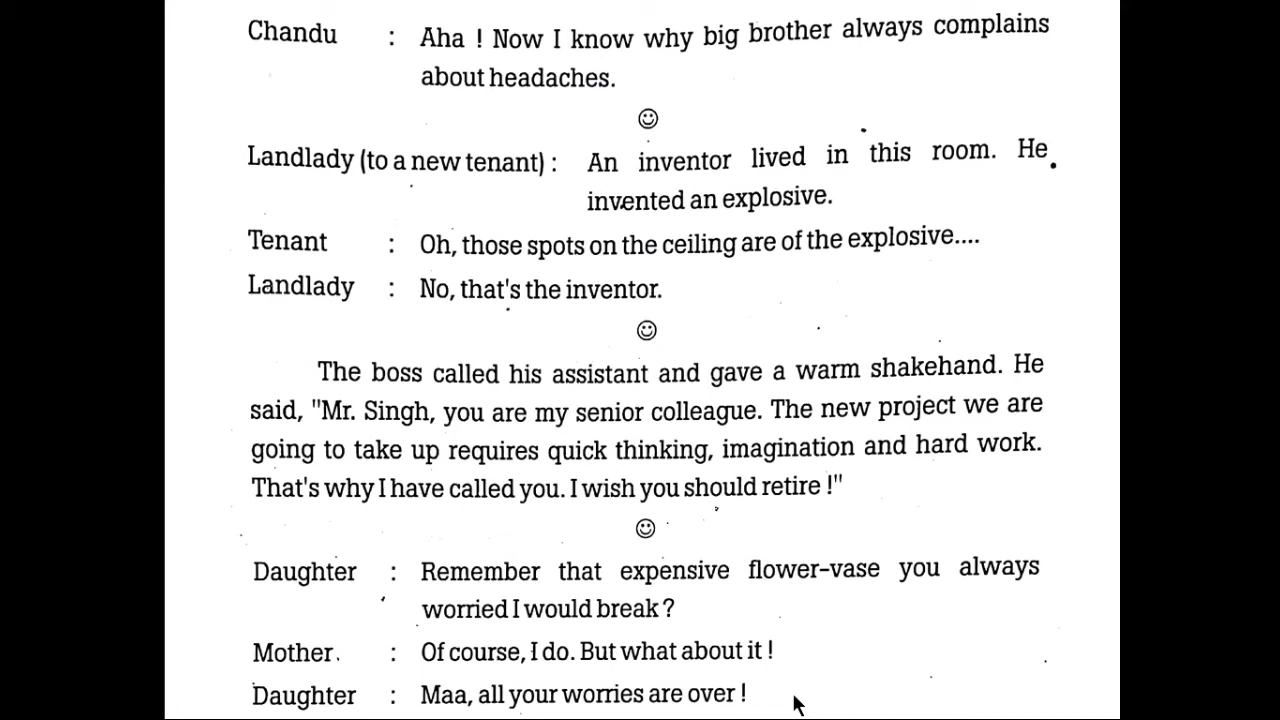 Chandu : Aha ! Now I know why big brother always complains
about headaches.
☺
Landlady (to a new tenant) : An inventor lived in this room. He
invented an explosive.
Tenant : Oh, those spots on the ceiling are of the explosive....
Landlady : No, that's the inventor.
☺
The boss called his assistant and gave a warm shakehand. He
said, "Mr. Singh, you are my senior colleague. The new project we are
going to take up requires quick thinking, imagination and hard work.
That's why I have called you. I wish you should retire !"
☺
Daughter : Remember that expensive flower-vase you always
worried I would break ?
Mother : Of course, I do. But what about it !
Daughter : Maa, all your worries are over !